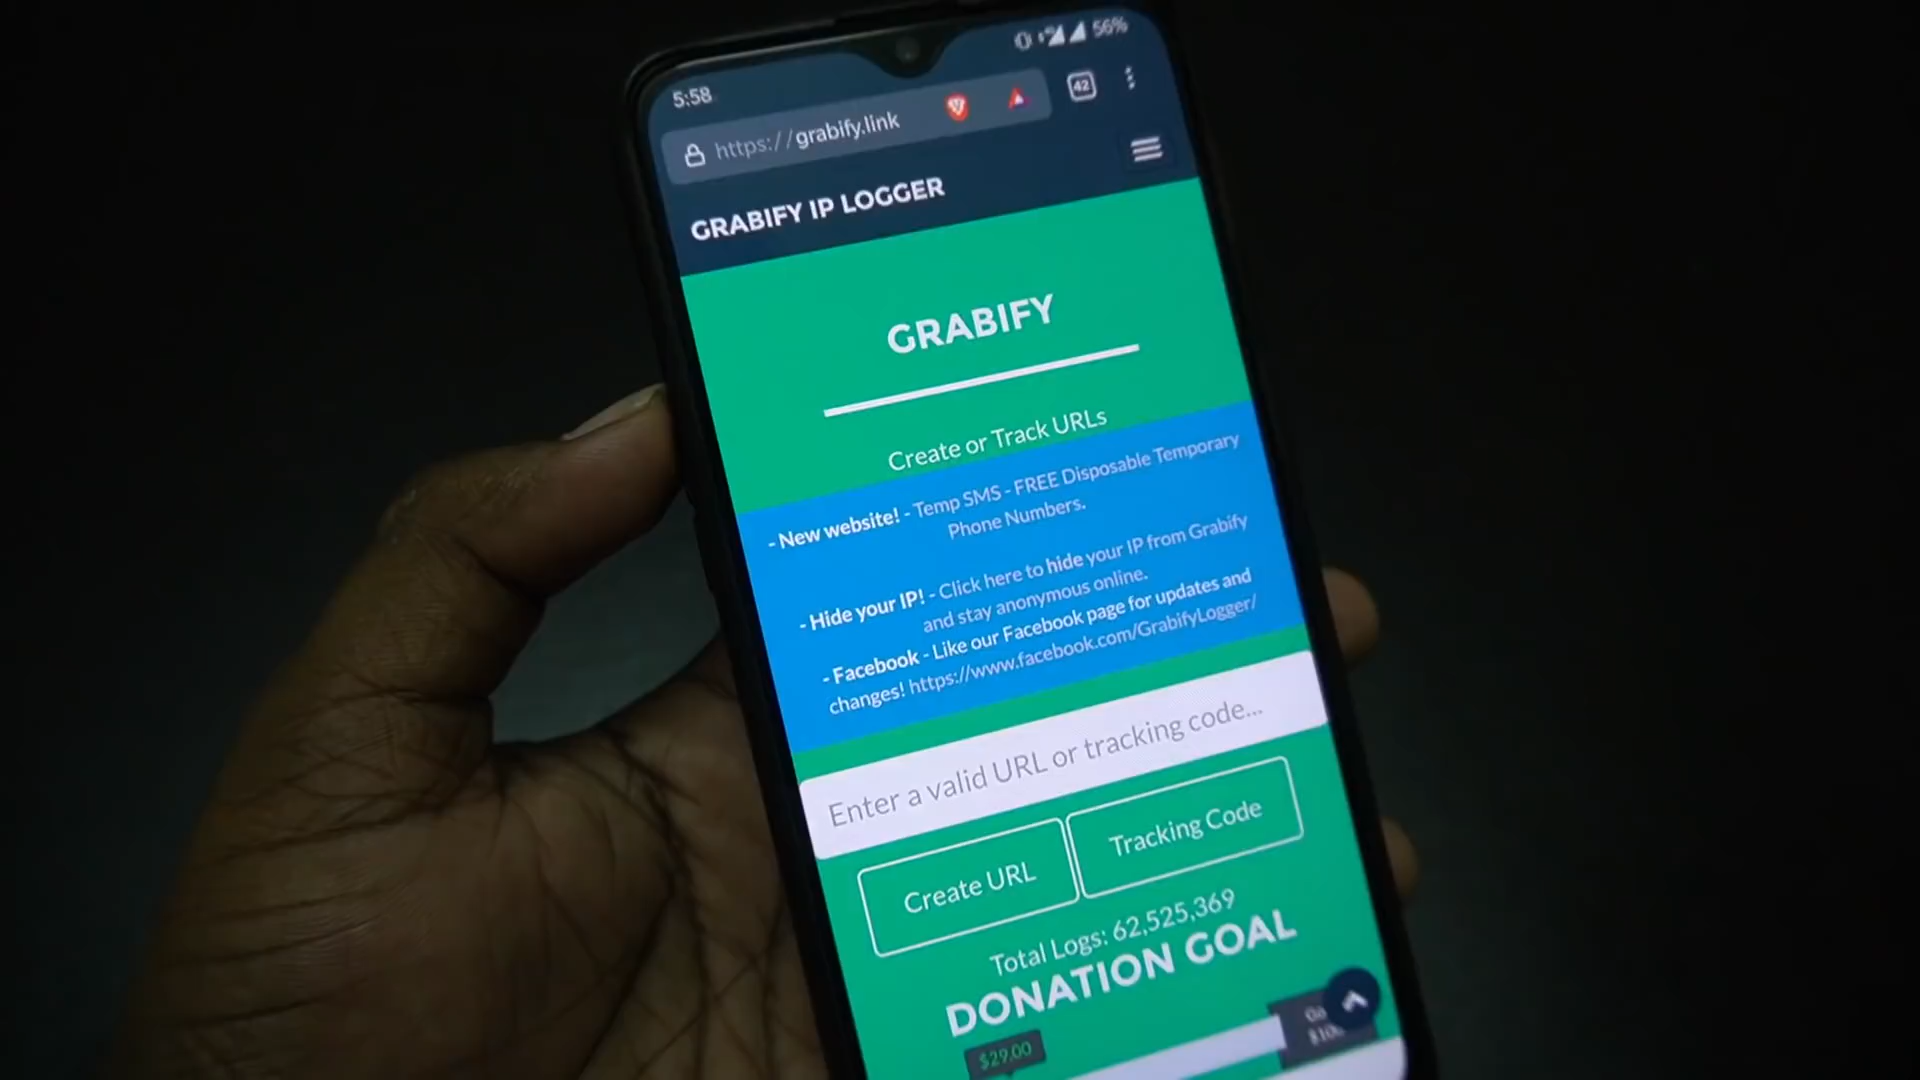 5:58
56%
https://grabify.link
42
GRABIFY IP LOGGER
GRABIFY
Create or Track URLs
- New website! - Temp SMS - FREE Disposable Temporary
Phone Numbers.
- Hide your IP! - Click here to hide your IP from Grabify
and stay anonymous online.
- Facebook - Like our Facebook page for updates and
changes! https://www.facebook.com/GrabifyLogger/
Enter a valid URL or tracking code...
Create URL
Tracking Code
Total Logs: 62,525,369
DONATION GOAL
$29.00